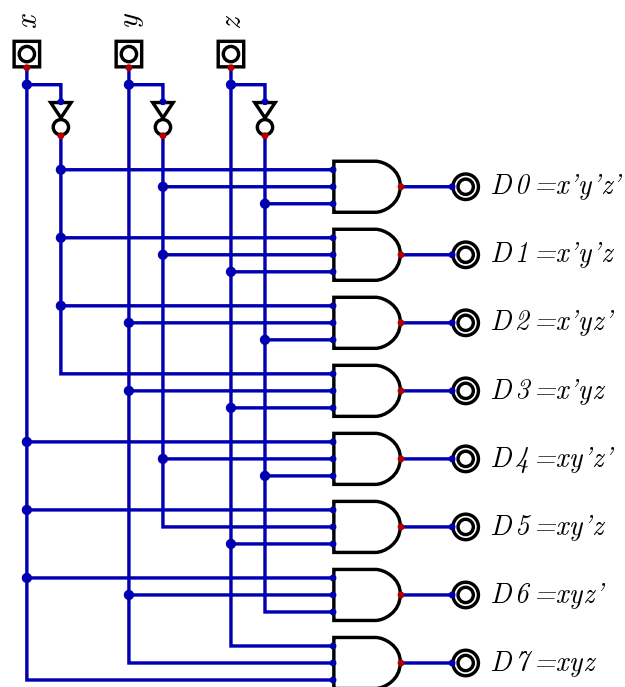 x
y
z
D0=x'y'z'
D1=x'y'z
D2=x'yz'
D3=x'yz
D4=xy'z'
D5=xy'z
D6=xyz'
D7=xyz